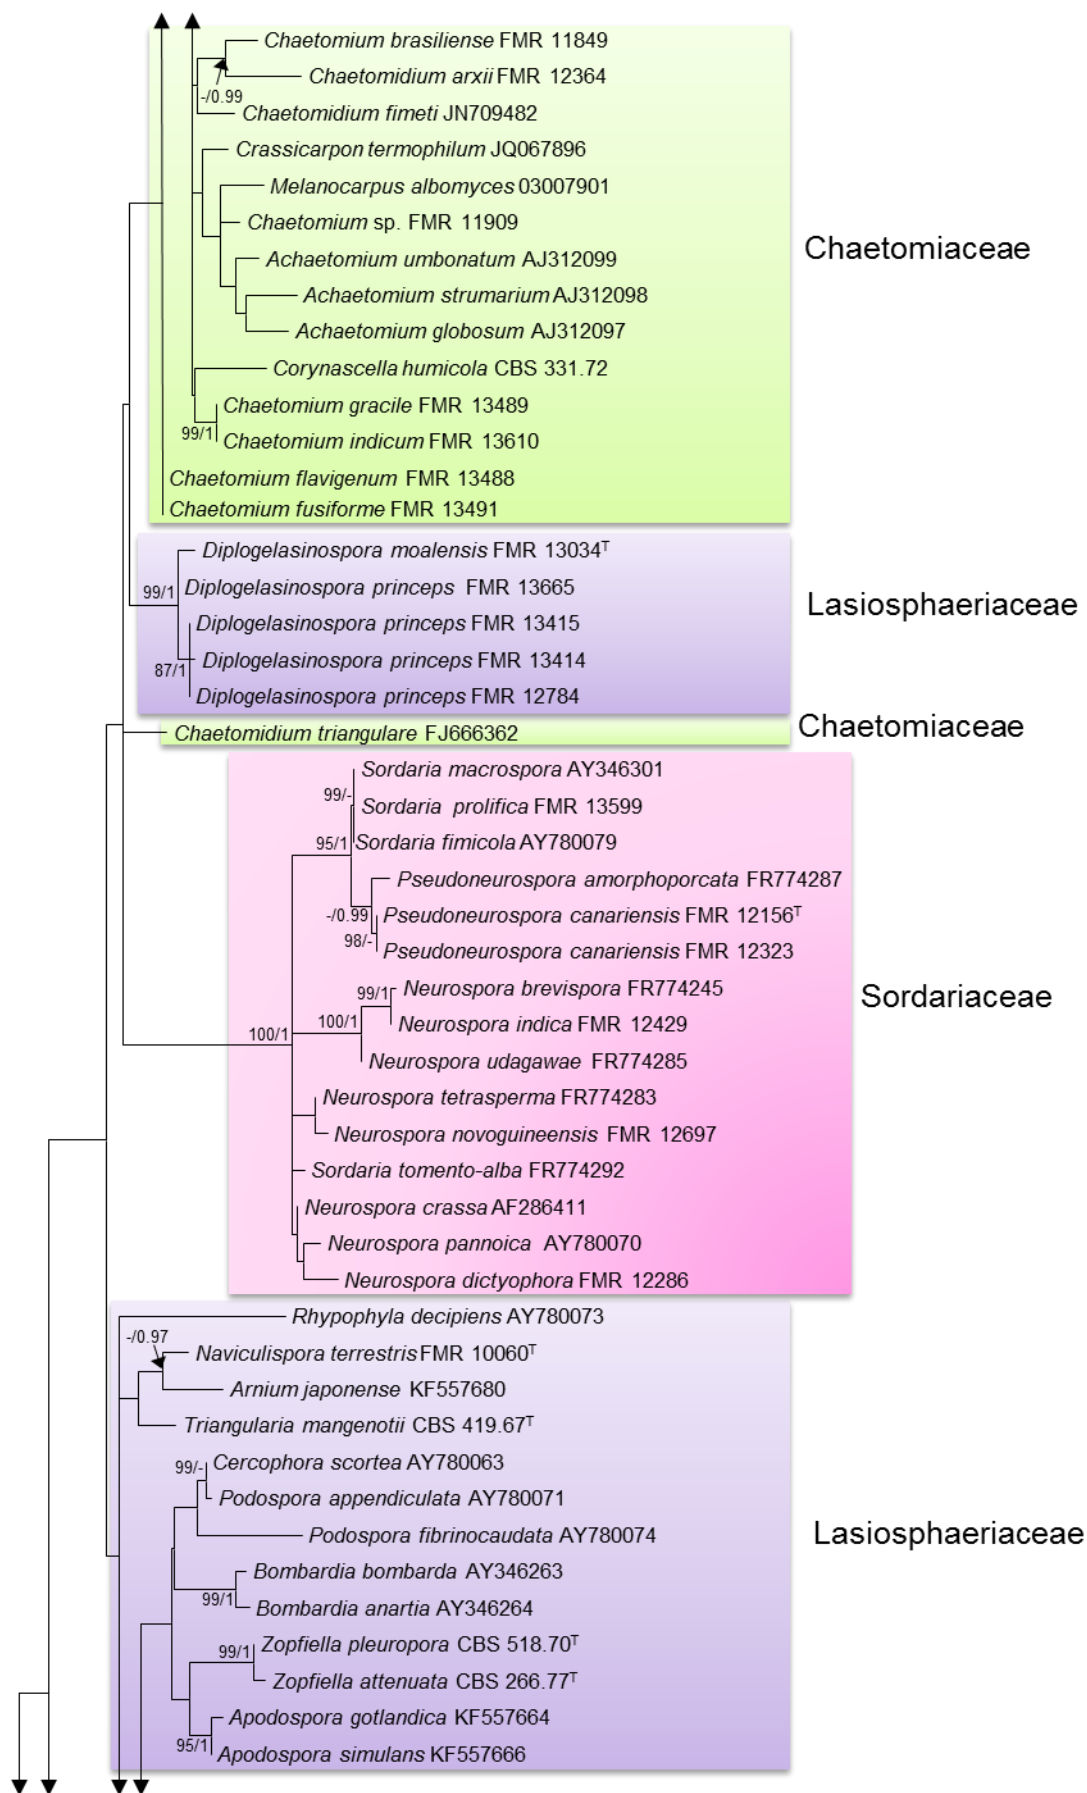 Chaetomium brasiliense FMR 11849
Chaetomidium arxii FMR 12364
-/0.99
Chaetomidium fimeti JN709482
Crassicarpon termophilum JQ067896
Melanocarpus albomyces 03007901
Chaetomium sp. FMR 11909
Chaetomiaceae
Achaetomium umbonatum AJ312099
Achaetomium strumarium AJ312098
Achaetomium globosum AJ312097
Corynascella humicola CBS 331.72
Chaetomium gracile FMR 13489
99/1
Chaetomium indicum FMR 13610
Chaetomium flavigenum FMR 13488
Chaetomium fusiforme FMR 13491
Diplogelasinospora moalensis FMR 13034T
99/1
Diplogelasinospora princeps FMR 13665
Lasiosphaeriaceae
Diplogelasinospora princeps FMR 13415
Diplogelasinospora princeps FMR 13414
87/1
Diplogelasinospora princeps FMR 12784
Chaetomiaceae
Chaetomidium triangulare FJ666362
Sordaria macrospora AY346301
99/-
Sordaria prolifica FMR 13599
95/1
Sordaria fimicola AY780079
Pseudoneurospora amorphoporcata FR774287
-/0.99
Pseudoneurospora canariensis FMR 12156T
98/-
Pseudoneurospora canariensis FMR 12323
99/1
Neurospora brevispora FR774245
Sordariaceae
100/1
100/1
Neurospora indica FMR 12429
Neurospora udagawae FR774285
Neurospora tetrasperma FR774283
Neurospora novoguineensis FMR 12697
Sordaria tomento-alba FR774292
Neurospora crassa AF286411
Neurospora pannoica AY780070
Neurospora dictyophora FMR 12286
Rhypophyla decipiens AY780073
-/0.97
Naviculispora terrestris FMR 10060T
Arnium japonense KF557680
Triangularia mangenotii CBS 419.67T
99/-
Cercophora scortea AY780063
Podospora appendiculata AY780071
Podospora fibrinocaudata AY780074
Lasiosphaeriaceae
Bombardia bombarda AY346263
99/1
Bombardia anartia AY346264
99/1
Zopfiella pleuropora CBS 518.70T
Zopfiella attenuata CBS 266.77T
Apodospora gotlandica KF557664
95/1
Apodospora simulans KF557666